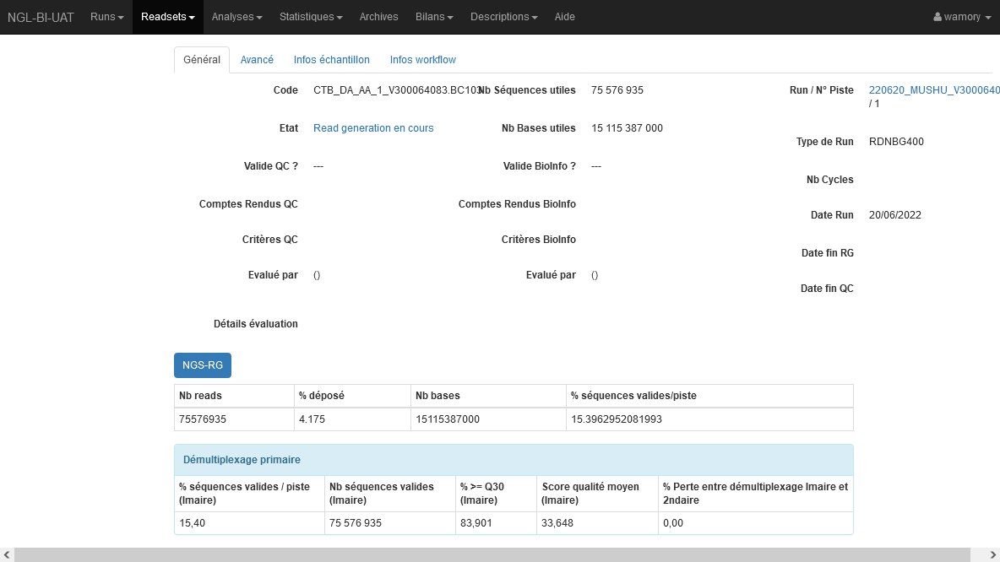 NGL-BI-UAT Runs Readsets Analyses Statistiques Archives Bilans Descriptions Aide wamory
Général Avancé Infos échantillon Infos workflow
Code CTB_DA_AA_1_V300064083.BC103 Nb Séquences utiles 75 576 935 Run / N° Piste 220620_MUSHU_V3000640
/ 1
Etat Read generation en cours Nb Bases utiles 15 115 387 000
Type de Run RDNBG400
Valide QC ? --- Valide BioInfo ? ---
Nb Cycles
Comptes Rendus QC Comptes Rendus BioInfo
Date Run 20/06/2022
Critères QC Critères BioInfo
Date fin RG
Evalué par () Evalué par ()
Date fin QC
Détails évaluation
NGS-RG
Nb reads % déposé Nb bases % séquences valides/piste
75576935 4.175 15115387000 15.3962952081993
Démultiplexage primaire
% séquences valides / piste Nb séquences valides % >= Q30 Score qualité moyen % Perte entre démultiplexage Imaire et
(Imaire) (Imaire) (Imaire) (Imaire) 2ndaire
15,40 75 576 935 83,901 33,648 0,00